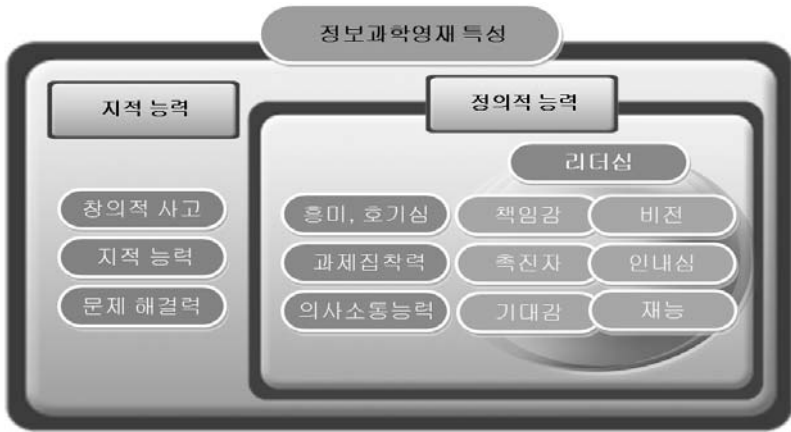 정보과학영재 특성
지적 능력
정의적 능력
리더십
창의적 사고
흥미, 호기심
책임감
비전
지적 능력
과제집착력
촉진자
인내심
문제 해결력
의사소통능력
기대감
재능